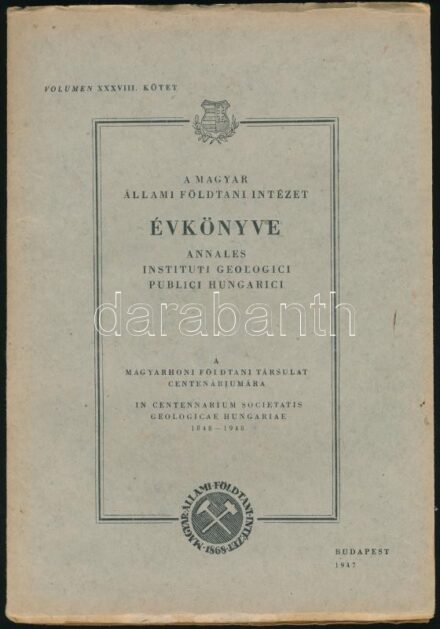 VOLUMEN XXXVIII. KÖTET
A MAGYAR
ÁLLAMI FÖLDTANI INTÉZET
ÉVKÖNYVE
ANNALES
INSTITUTI GEOLOGICI
PUBLICI HUNGARICI
darabanth
A
MAGYARHONI FÖLDTANI TÁRSULAT
CENTENÁRIUMÁRA
IN CENTENNARIUM SOCIETATIS
GEOLOGICAE HUNGARIAE
1848–1948
MAGYAR·ÁLLAMI·FÖLDTANI·INTÉZET·1868·
BUDAPEST
1947